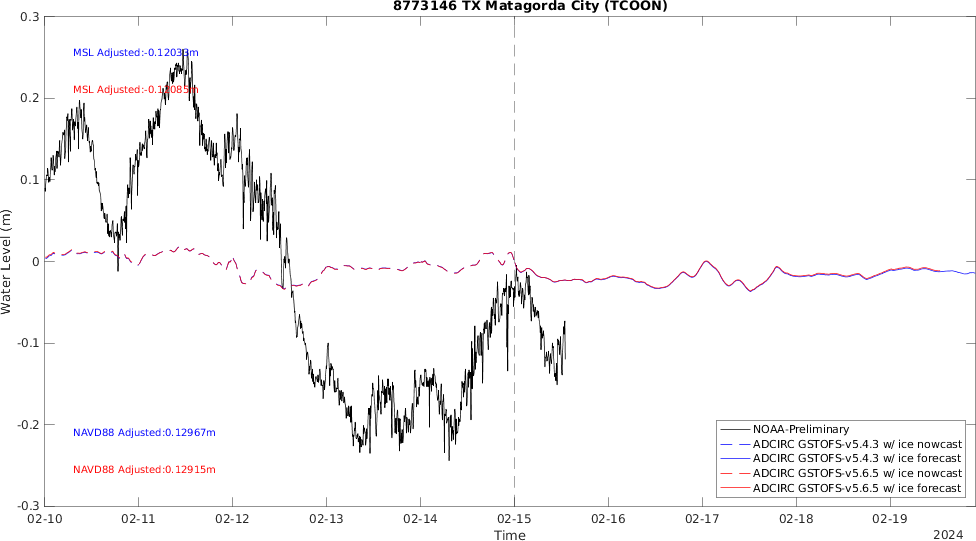 8773146 TX Matagorda City (TCOON)
0.3
0.2
0.1
0
-0.1
-0.2
-0.3
Water Level (m)
MSL Adjusted:-0.12033m
MSL Adjusted:
NAVD88 Adjusted:0.12967m
NAVD88 Adjusted:0.12915m
NOAA-Preliminary
ADCIRC GSTOFS-v5.4.3 w/ ice nowcast
ADCIRC GSTOFS-v5.4.3 w/ ice forecast
ADCIRC GSTOFS-v5.6.5 w/ ice nowcast
ADCIRC GSTOFS-v5.6.5 w/ ice forecast
02-10
02-11
02-12
02-13
02-14
02-15
02-16
02-17
02-18
02-19
Time
2024